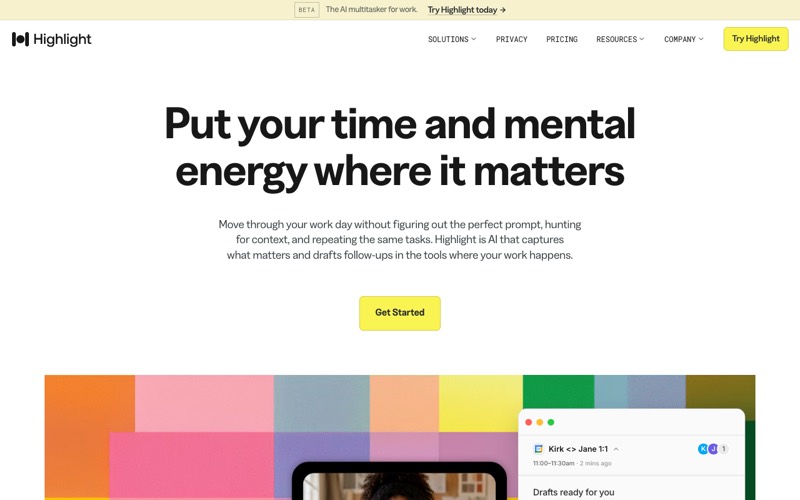 BETA The AI multitasker for work. Try Highlight today →
Highlight
SOLUTIONS PRIVACY PRICING RESOURCES COMPANY Try Highlight
Put your time and mental
energy where it matters
Move through your work day without figuring out the perfect prompt, hunting
for context, and repeating the same tasks. Highlight is AI that captures
what matters and drafts follow-ups in the tools where your work happens.
Get Started
Kirk <> Jane 1:1
K J 1
11:00–11:30am · 2 mins ago
Drafts ready for you